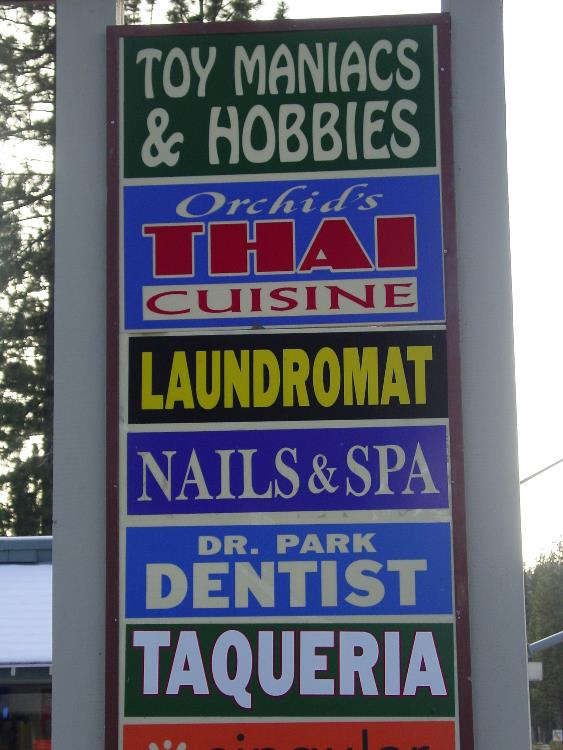 TOY MANIACS
& HOBBIES
Orchid's
THAI
CUISINE
LAUNDROMAT
NAILS & SPA
DR. PARK
DENTIST
TAQUERIA